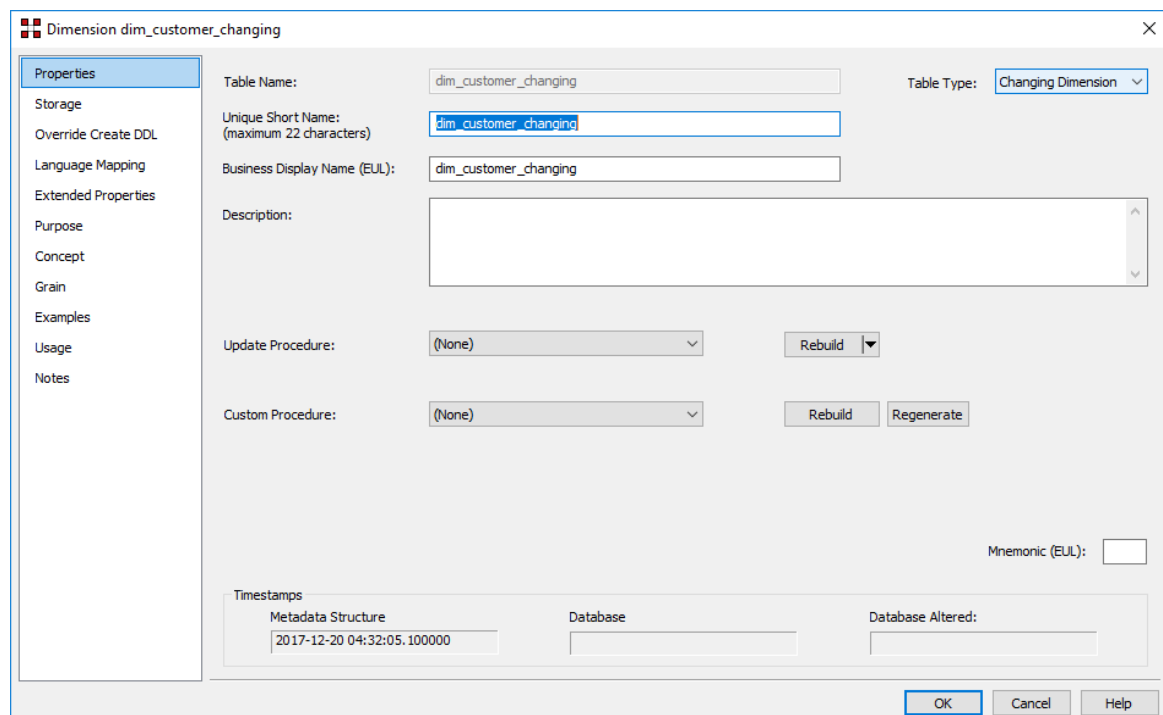 Dimension dim_customer_changing
Properties
Storage
Override Create DDL
Language Mapping
Extended Properties
Purpose
Concept
Grain
Examples
Usage
Notes
Table Name: dim_customer_changing Table Type: Changing Dimension
Unique Short Name: dim_customer_changing
(maximum 22 characters)
Business Display Name (EUL): dim_customer_changing
Description:
Update Procedure: (None) Rebuild
Custom Procedure: (None) Rebuild Regenerate
Mnemonic (EUL):
Timestamps
Metadata Structure Database Database Altered:
2017-12-20 04:32:05.100000
OK Cancel Help